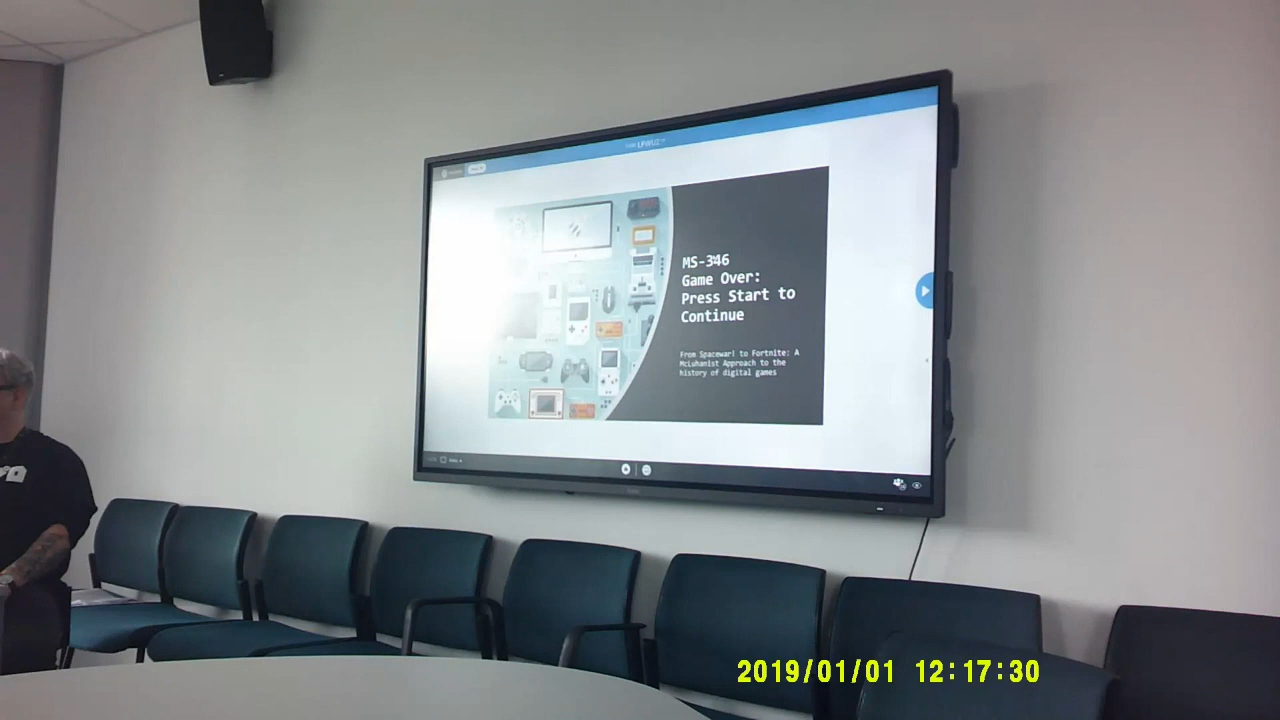 MS-346
Game Over:
Press Start to
Continue
From Spacewar! to Fortnite: A
McLuhanist Approach to the
history of digital games
2019/01/01 12:17:30